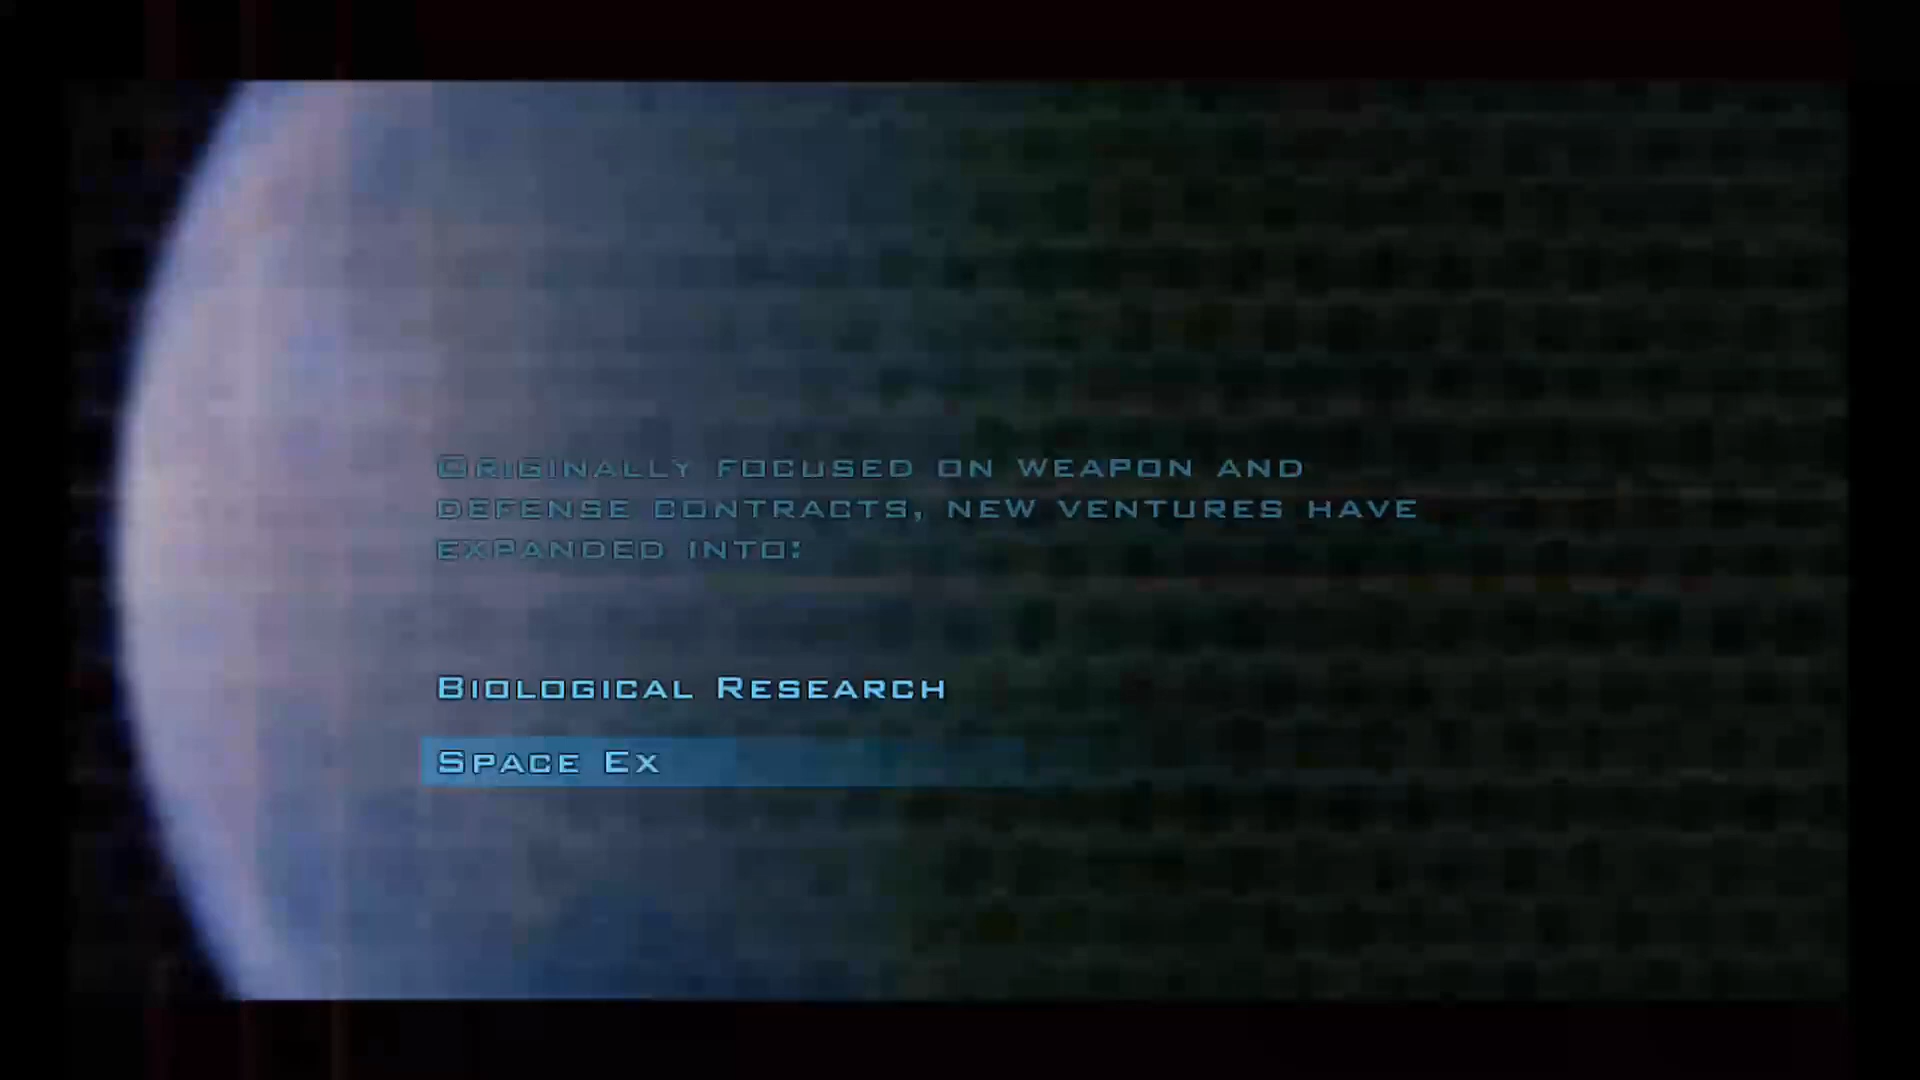 Originally focused on weapon and
defense contracts, new ventures have
expanded into:
Biological Research
Space Ex